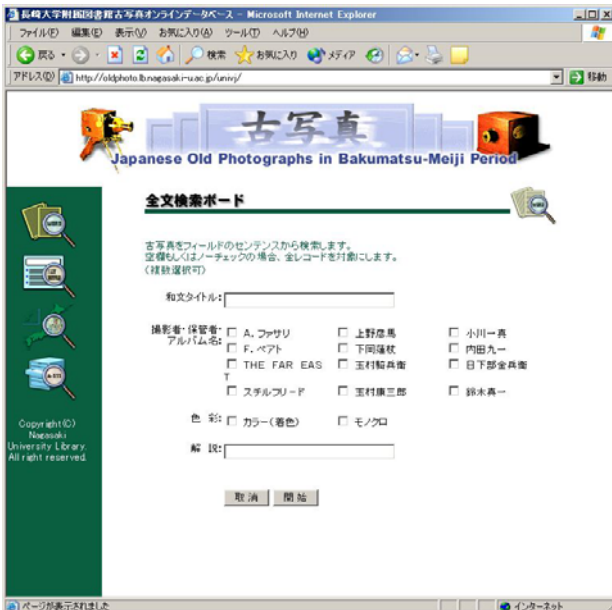 長崎大学附属図書館古写真オンラインデータベース - Microsoft Internet Explorer
ファイル(F) 編集(E) 表示(V) お気に入り(A) ツール(T) ヘルプ(H)
戻る 検索 お気に入り メディア
アドレス(D) http://oldphoto.lb.nagasaki-u.ac.jp/univj/ 移動
古写真
Japanese Old Photographs in Bakumatsu-Meiji Period
全文検索ボード
古写真をフィールドのセンテンスから検索します。
空欄もしくはノーチェックの場合、全レコードを対象にします。
(複数選択可)
和文タイトル:
撮影者・保管者・
アルバム名:
A. ファサリ 上野彦馬 小川一真
F. ベアト 下岡蓮杖 内田九一
THE FAR EAS
T
玉村騎兵衛 日下部金兵衛
スチルフリード 玉村康三郎 鈴木真一
色 彩: カラー(着色) モノクロ
解 説:
取 消 開 始
Copyright(C)
Nagasaki
University Library.
All right reserved.
ページが表示されました インターネット